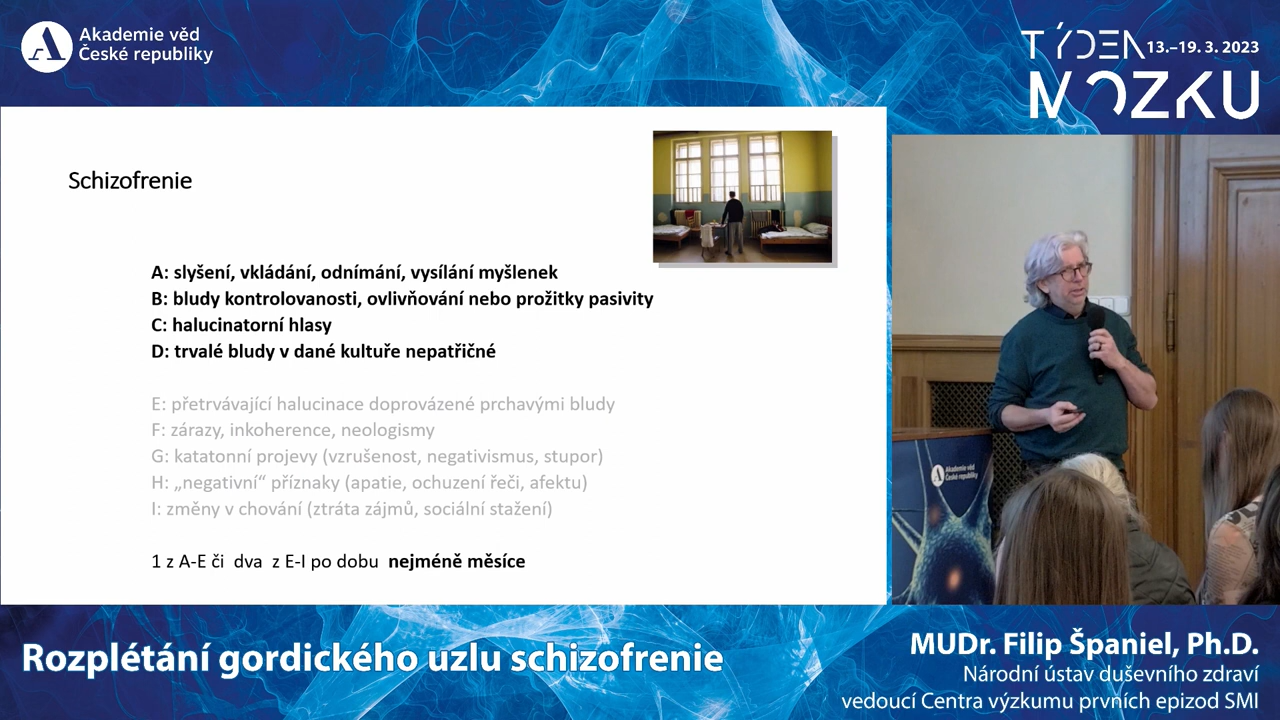 Akademie věd
České republiky
TÝDEN
13.–19. 3. 2023
MOZKU
Schizofrenie
A: slyšení, vkládání, odnímání, vysílání myšlenek
B: bludy kontrolovanosti, ovlivňování nebo prožitky pasivity
C: halucinatorní hlasy
D: trvalé bludy v dané kultuře nepatřičné
E: přetrvávající halucinace doprovázené prchavými bludy
F: zárazy, inkoherence, neologismy
G: katatonní projevy (vzrušenost, negativismus, stupor)
H: „negativní“ příznaky (apatie, ochuzení řeči, afektu)
I: změny v chování (ztráta zájmů, sociální stažení)
1 z A-E či dva z E-I po dobu nejméně měsíce
Akademie věd
České republiky
Rozplétání gordického uzlu schizofrenie
MUDr. Filip Španiel, Ph.D.
Národní ústav duševního zdraví
vedoucí Centra výzkumu prvních epizod SMI